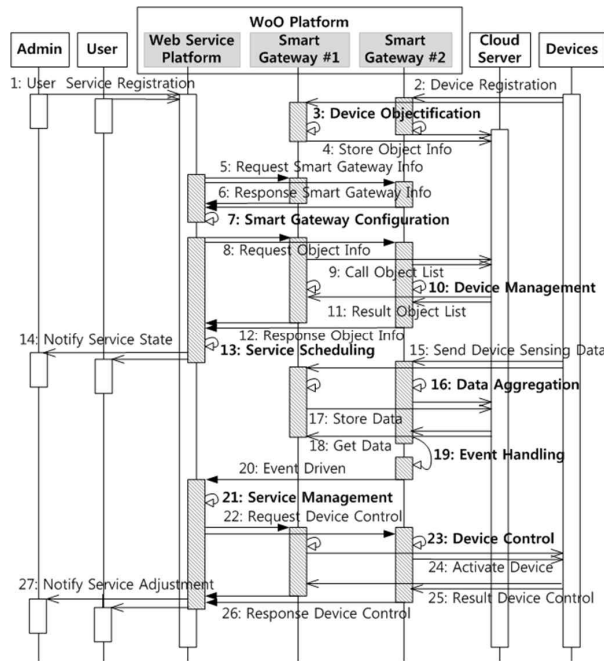 WoO Platform
Admin
User
Web Service
Platform
Smart
Gateway #1
Smart
Gateway #2
Cloud
Server
Devices
1: User Service Registration
2: Device Registration
3: Device Objectification
4: Store Object Info
5: Request Smart Gateway Info
6: Response Smart Gateway Info
7: Smart Gateway Configuration
8: Request Object Info
9: Call Object List
10: Device Management
11: Result Object List
12: Response Object Info
13: Service Scheduling
14: Notify Service State
15: Send Device Sensing Data
16: Data Aggregation
17: Store Data
18: Get Data
19: Event Handling
20: Event Driven
21: Service Management
22: Request Device Control
23: Device Control
24: Activate Device
25: Result Device Control
26: Response Device Control
27: Notify Service Adjustment